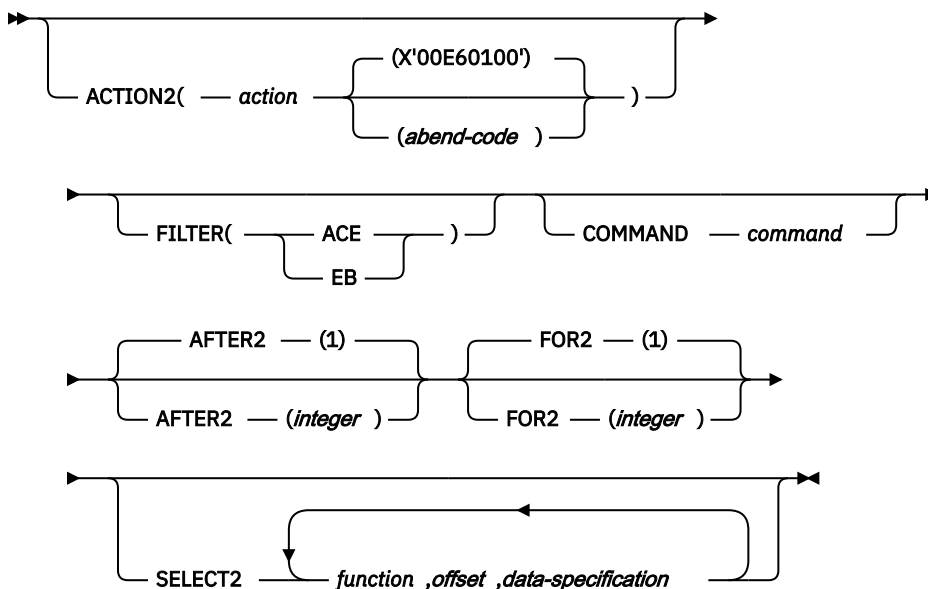 (X'00E60100')
ACTION2( action )
(abend-code )
FILTER( ACE ) COMMAND command
EB
AFTER2 (1) FOR2 (1)
AFTER2 (integer ) FOR2 (integer )
SELECT2 function ,offset ,data-specification